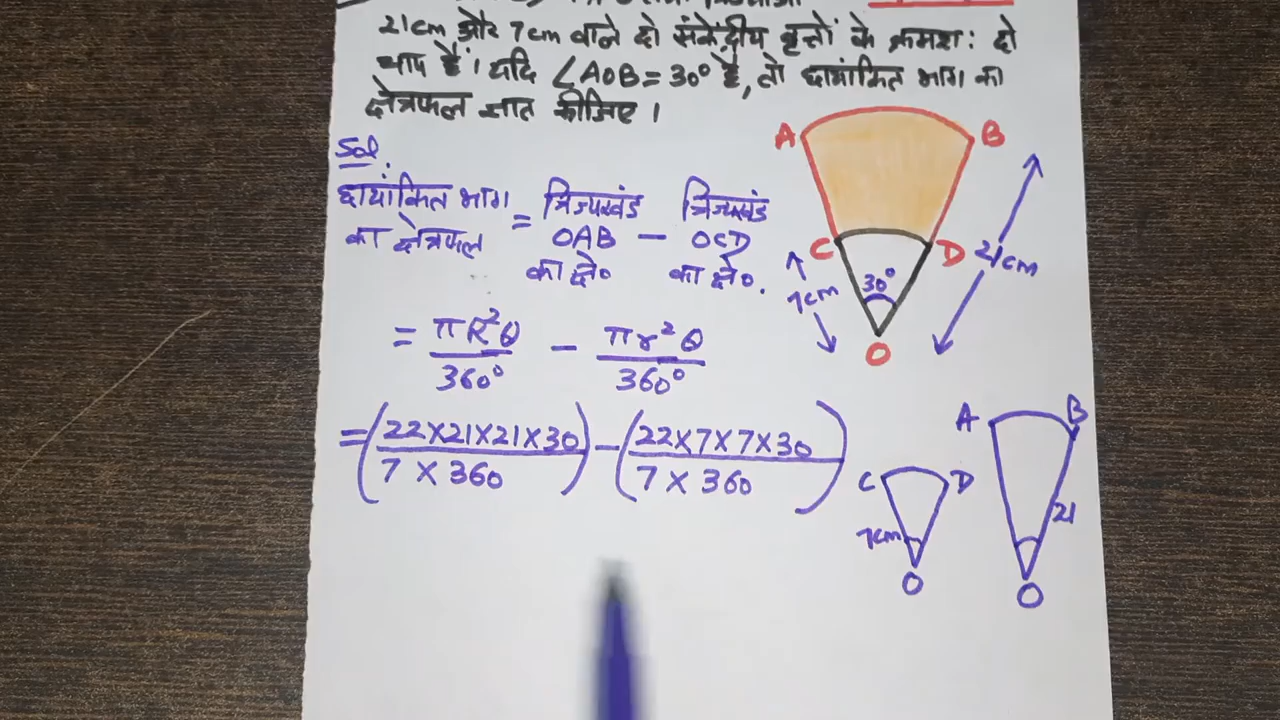 21cm और 7cm वाले दो संकेंद्रीय वृत्तों के क्रमश: दो
चाप हैं। यदि ∠AOB = 30° है, तो छायांकित भाग का
क्षेत्रफल ज्ञात कीजिए।
Sol.
छायांकित भाग का क्षेत्रफल = त्रिज्यखंड OAB का क्षे० − त्रिज्यखंड OCD का क्षे०.
= πR²θ/360° − πr²θ/360°
= (22×21×21×30/7×360) − (22×7×7×30/7×360)
A B
C D
7cm 30° 21cm
O
A B
C D
7cm 21
O O